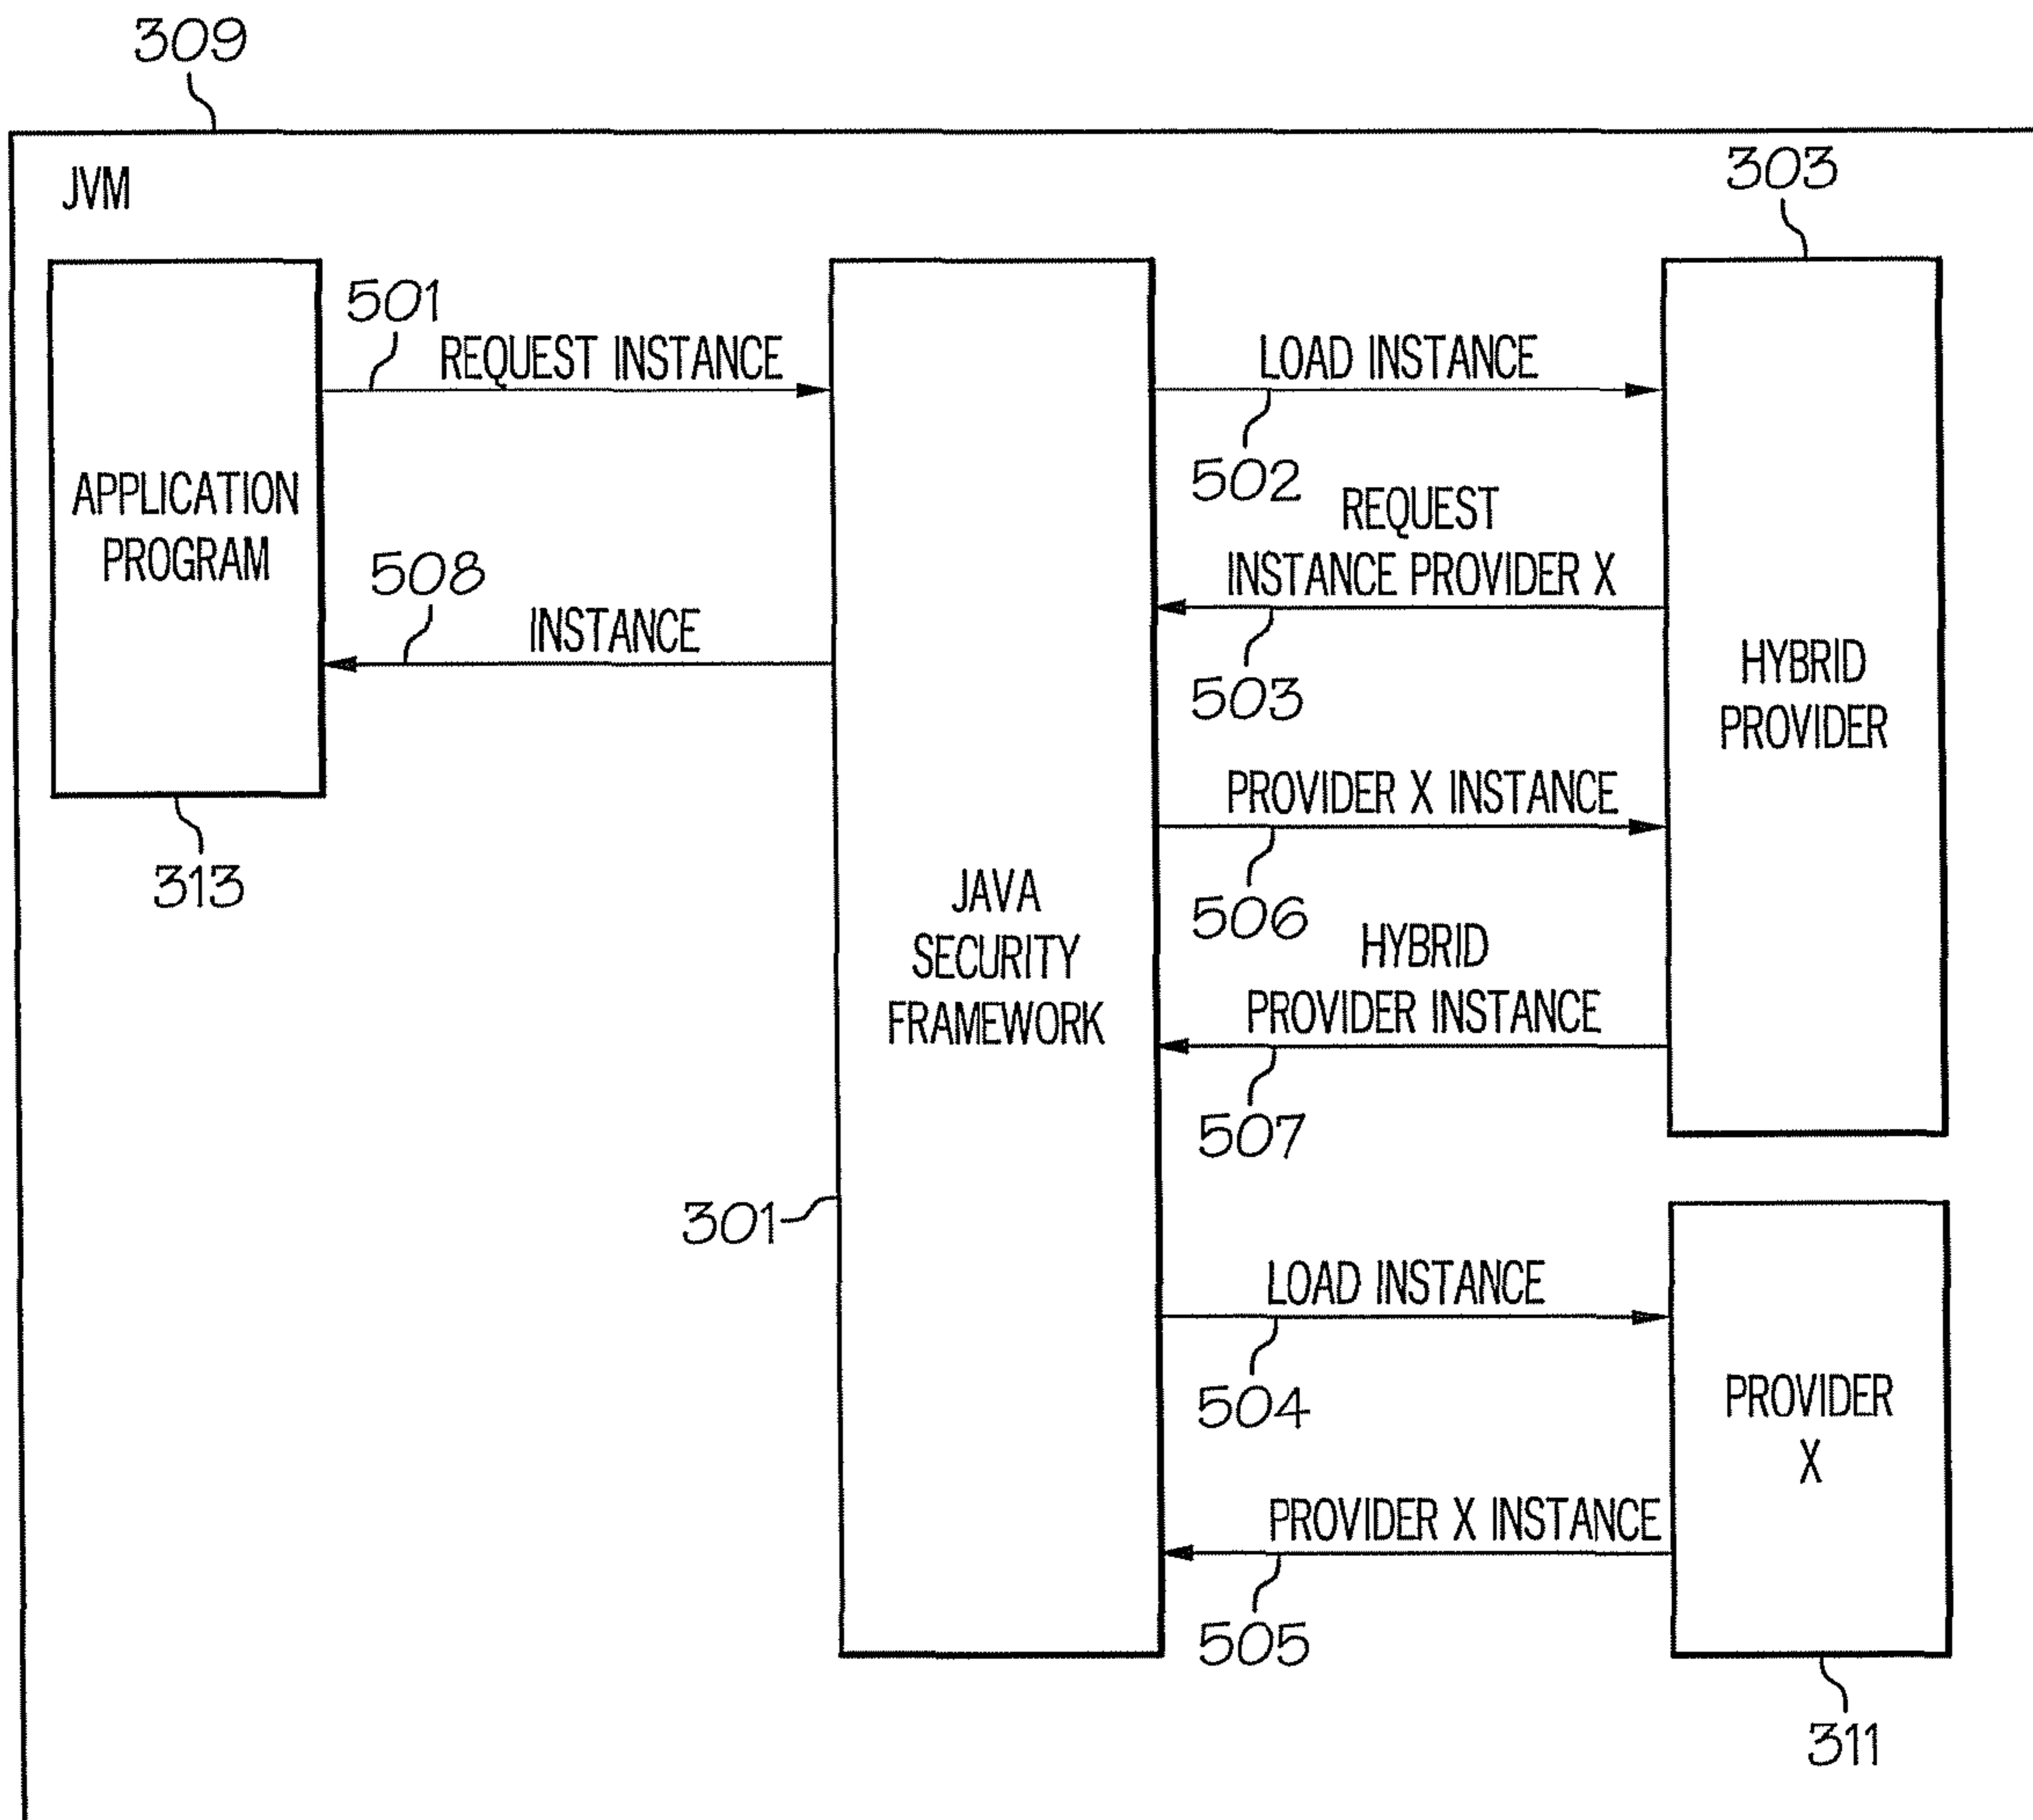 309
JVM
303
501
REQUEST INSTANCE
LOAD INSTANCE
502
APPLICATION
PROGRAM
REQUEST
INSTANCE PROVIDER X
508
INSTANCE
503
HYBRID
PROVIDER
PROVIDER X INSTANCE
313
506
JAVA
SECURITY
FRAMEWORK
HYBRID
PROVIDER INSTANCE
507
301
LOAD INSTANCE
504
PROVIDER
X
PROVIDER X INSTANCE
505
311